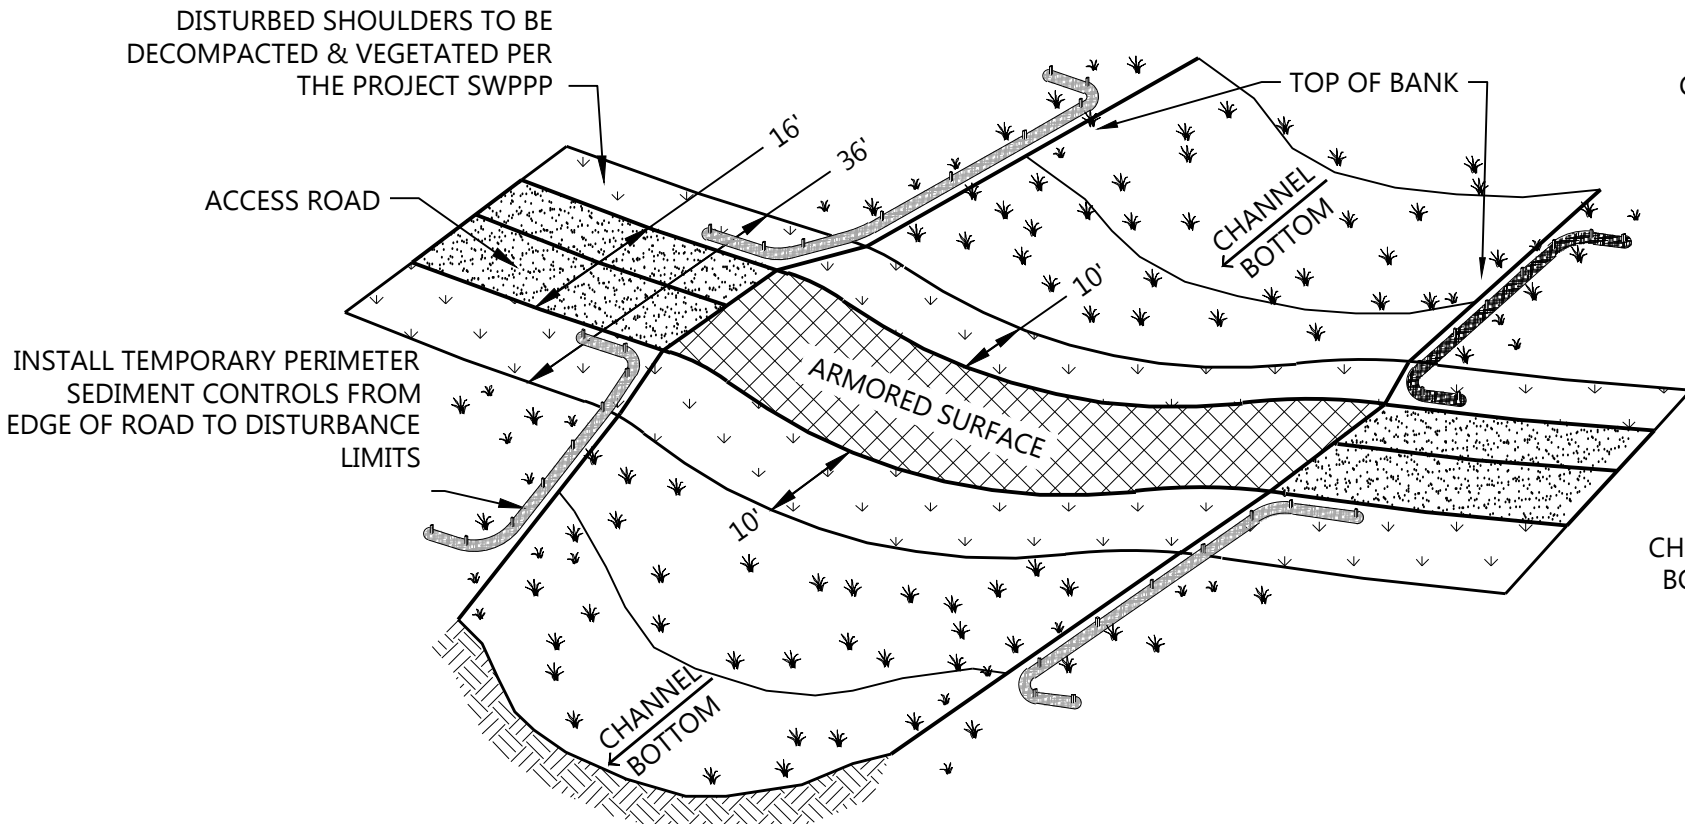 DISTURBED SHOULDERS TO BE
DECOMPACTED & VEGETATED PER
THE PROJECT SWPPP
TOP OF BANK
16'
36'
ACCESS ROAD
CHANNEL
BOTTOM
10'
INSTALL TEMPORARY PERIMETER
SEDIMENT CONTROLS FROM
EDGE OF ROAD TO DISTURBANCE
LIMITS
ARMORED SURFACE
10'
CHANNEL
BOTTOM